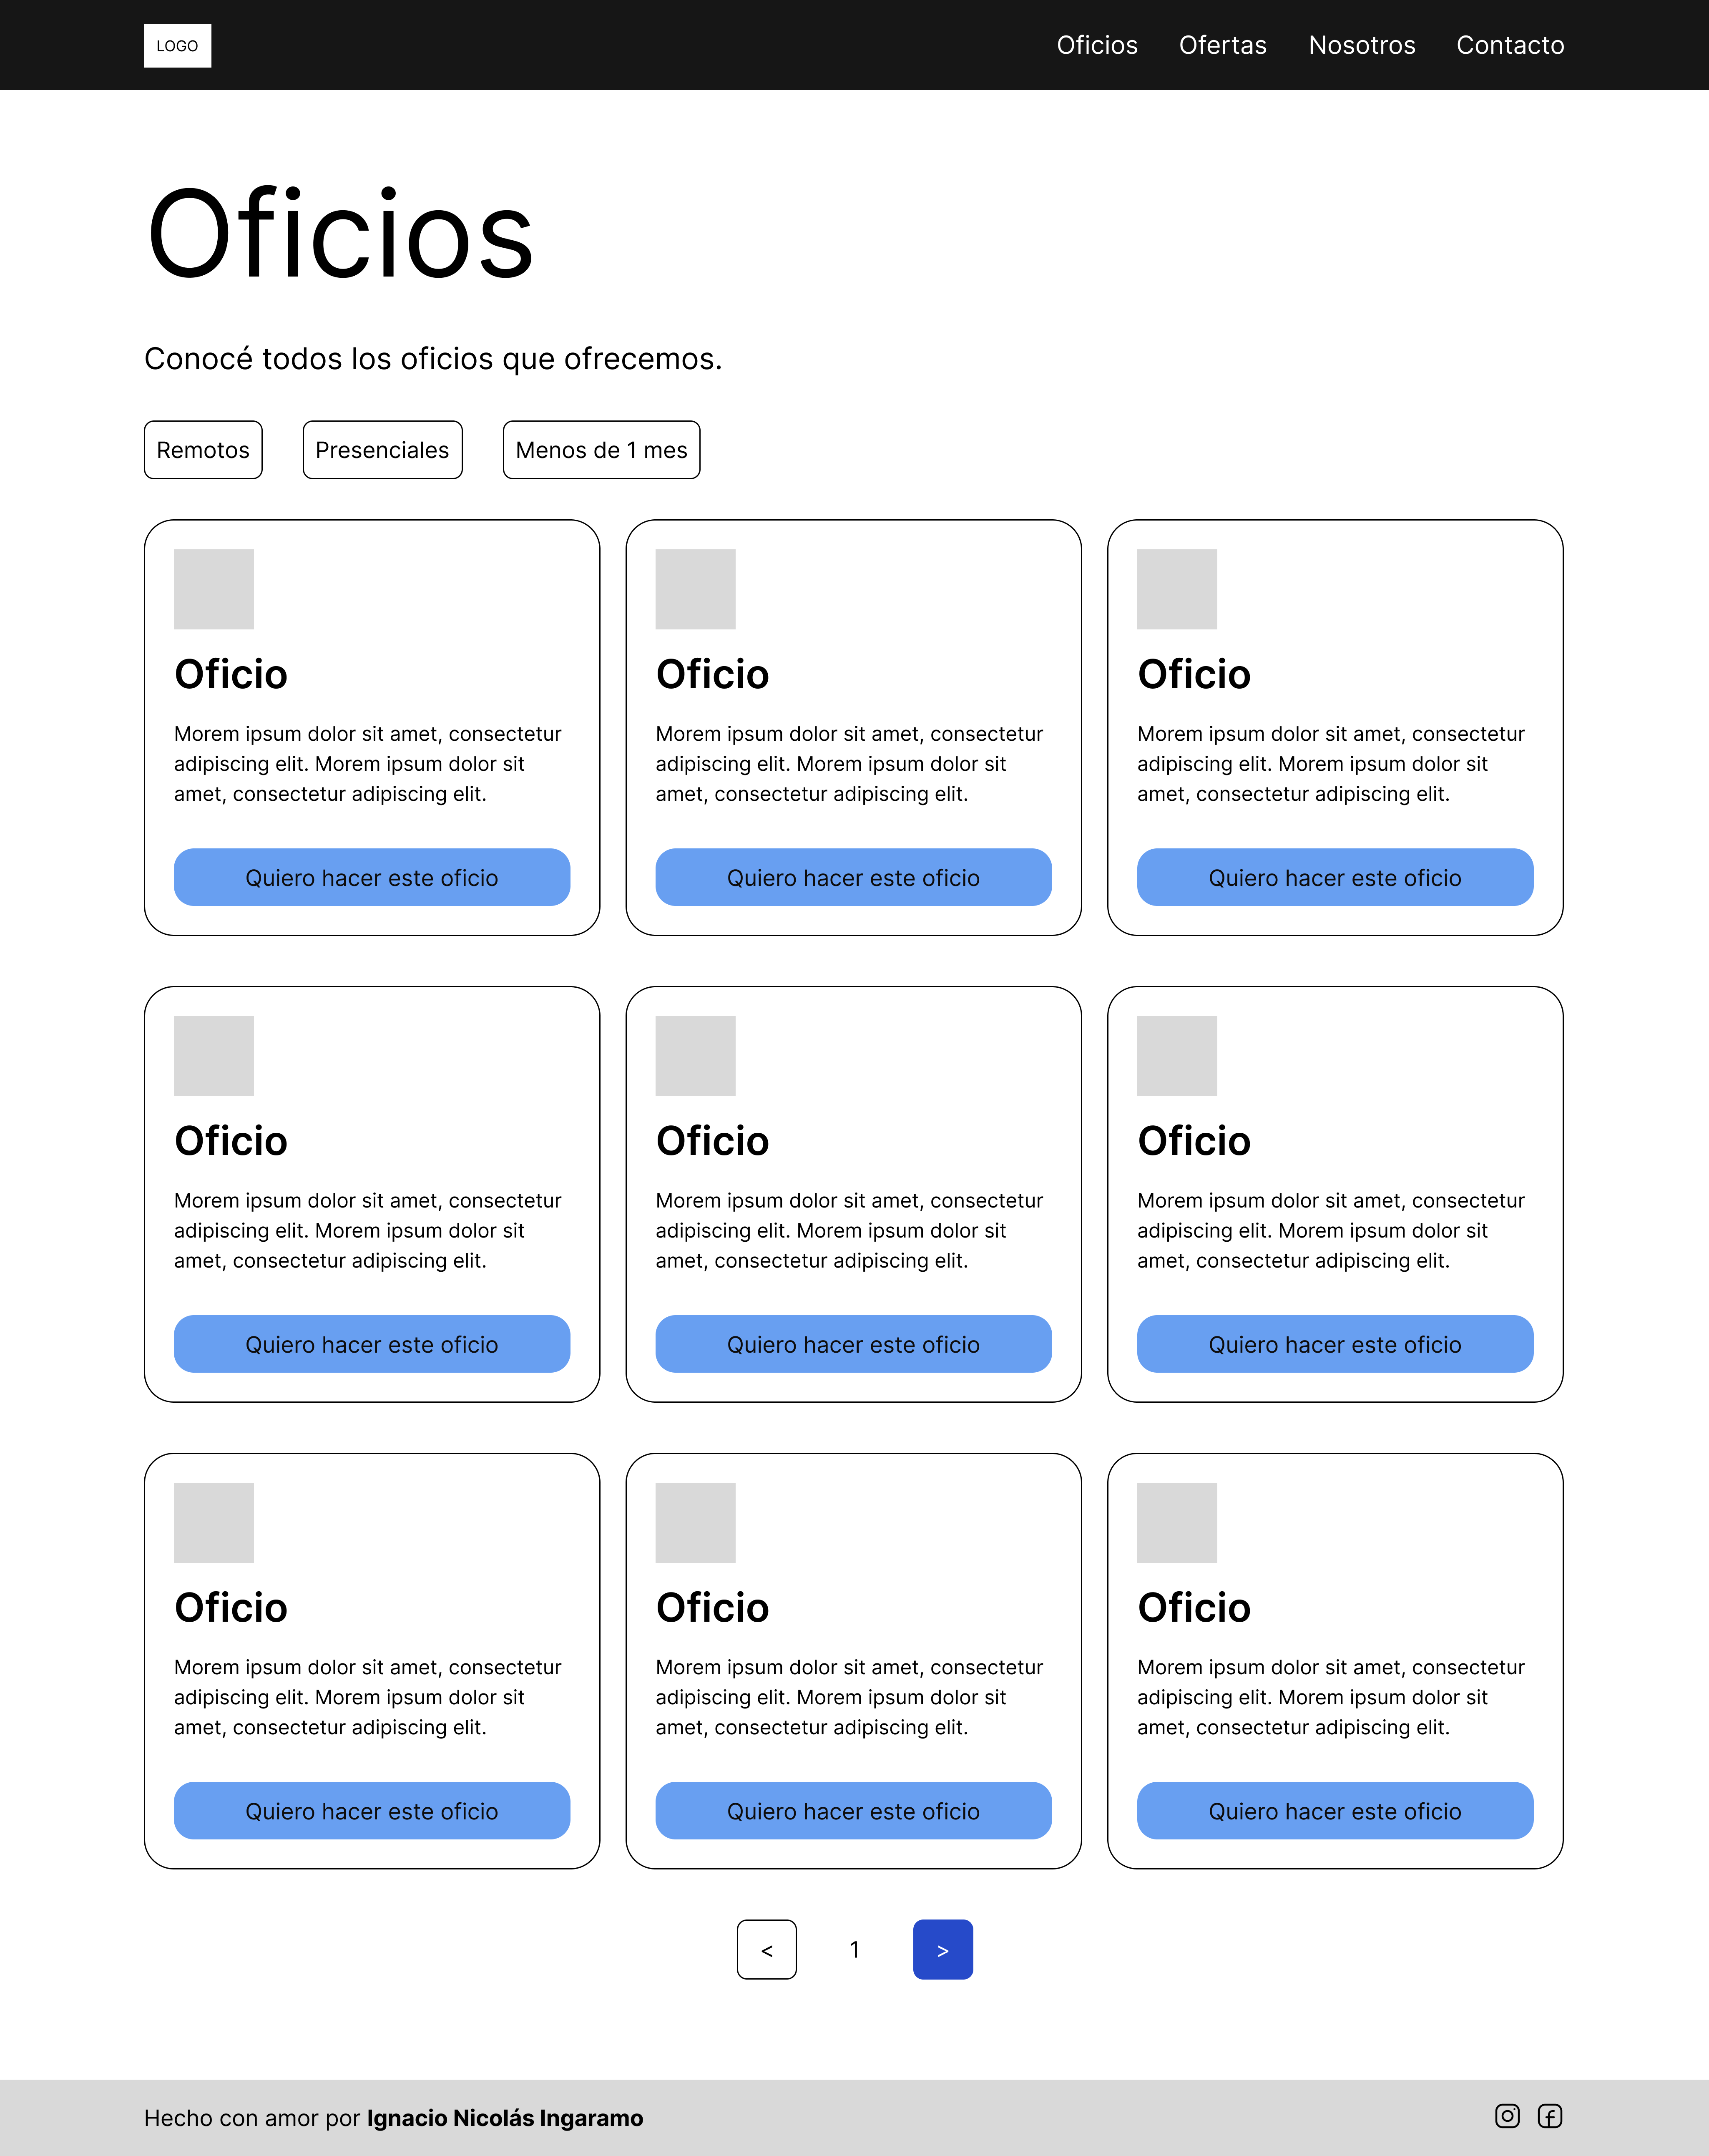 LOGO
Oficios Ofertas Nosotros Contacto
Oficios
Conocé todos los oficios que ofrecemos.
Remotos Presenciales Menos de 1 mes
Oficio
Morem ipsum dolor sit amet, consectetur
adipiscing elit. Morem ipsum dolor sit
amet, consectetur adipiscing elit.
Quiero hacer este oficio
Oficio
Morem ipsum dolor sit amet, consectetur
adipiscing elit. Morem ipsum dolor sit
amet, consectetur adipiscing elit.
Quiero hacer este oficio
Oficio
Morem ipsum dolor sit amet, consectetur
adipiscing elit. Morem ipsum dolor sit
amet, consectetur adipiscing elit.
Quiero hacer este oficio
Oficio
Morem ipsum dolor sit amet, consectetur
adipiscing elit. Morem ipsum dolor sit
amet, consectetur adipiscing elit.
Quiero hacer este oficio
Oficio
Morem ipsum dolor sit amet, consectetur
adipiscing elit. Morem ipsum dolor sit
amet, consectetur adipiscing elit.
Quiero hacer este oficio
Oficio
Morem ipsum dolor sit amet, consectetur
adipiscing elit. Morem ipsum dolor sit
amet, consectetur adipiscing elit.
Quiero hacer este oficio
Oficio
Morem ipsum dolor sit amet, consectetur
adipiscing elit. Morem ipsum dolor sit
amet, consectetur adipiscing elit.
Quiero hacer este oficio
Oficio
Morem ipsum dolor sit amet, consectetur
adipiscing elit. Morem ipsum dolor sit
amet, consectetur adipiscing elit.
Quiero hacer este oficio
Oficio
Morem ipsum dolor sit amet, consectetur
adipiscing elit. Morem ipsum dolor sit
amet, consectetur adipiscing elit.
Quiero hacer este oficio
< 1 >
Hecho con amor por Ignacio Nicolás Ingaramo